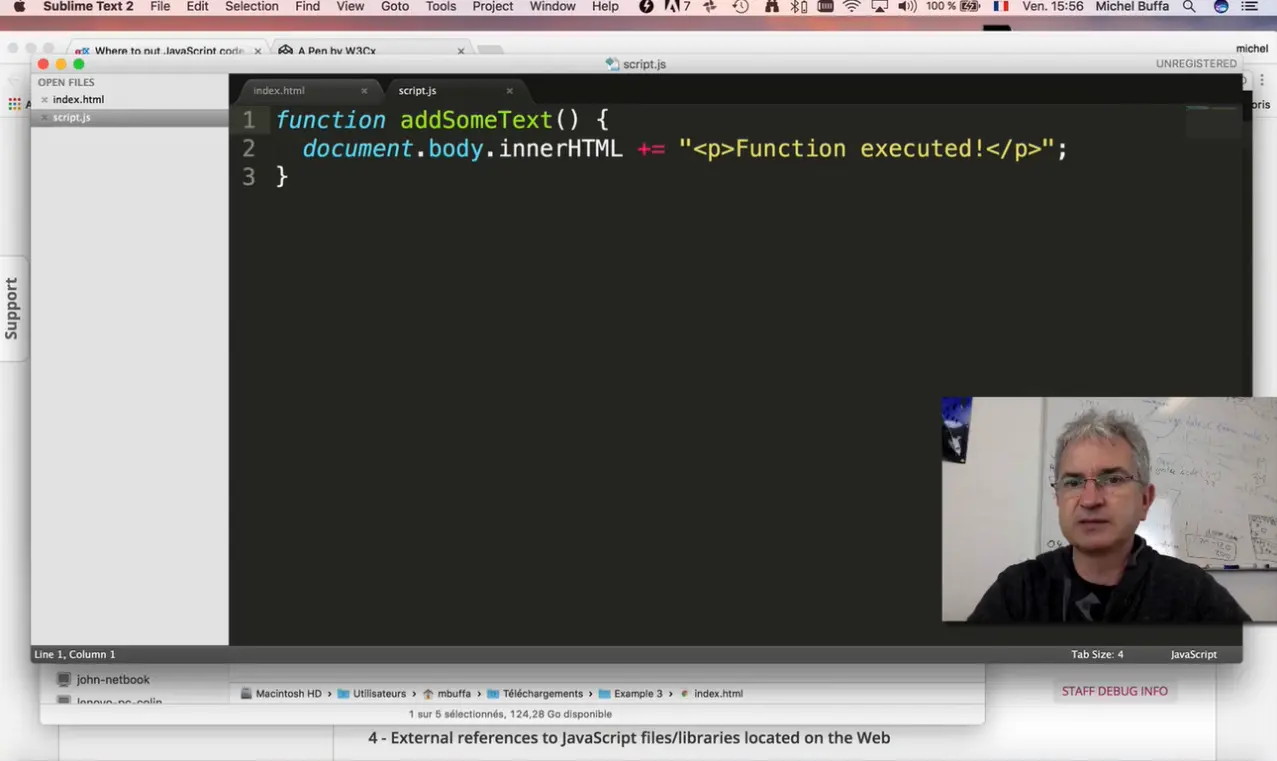 Sublime Text 2 File Edit Selection Find View Goto Tools Project Window Help 7 100 % Ven. 15:56 Michel Buffa
Where to put JavaScript code × A Pen by W3Cx ×
michel
script.js
UNREGISTERED
OPEN FILES
index.html
script.js
index.html × script.js ×
1 function addSomeText() {
2 document.body.innerHTML += "<p>Function executed!</p>";
3 }
Support
Line 1, Column 1
Tab Size: 4 JavaScript
john-netbook
lenovo-pc-colin
Macintosh HD › Utilisateurs › mbuffa › Téléchargements › Example 3 › index.html
STAFF DEBUG INFO
1 sur 5 sélectionnés, 124,28 Go disponible
4 - External references to JavaScript files/libraries located on the Web